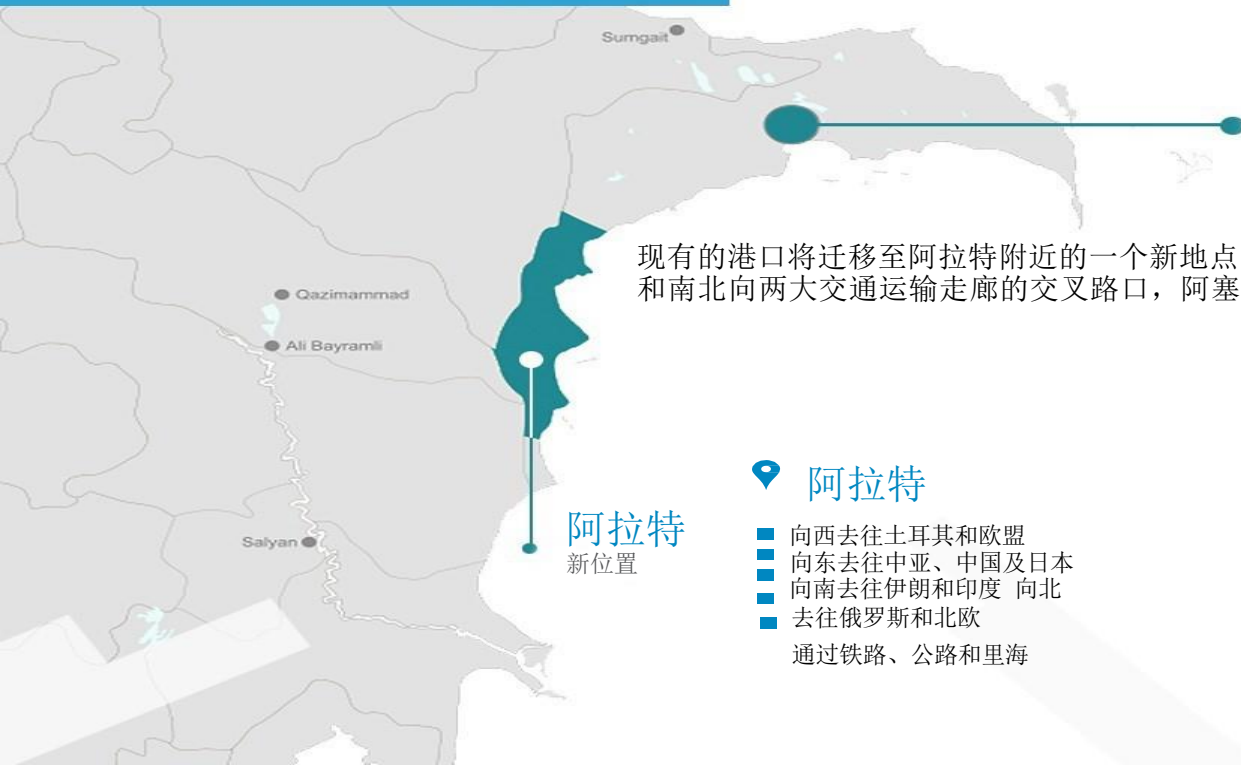 Sumgait
现有的港口将迁移至阿拉特附近的一个新地点
和南北向两大交通运输走廊的交叉路口，阿塞
Qazimammad
Ali Bayramli
阿拉特
向西去往土耳其和欧盟
向东去往中亚、中国及日本
向南去往伊朗和印度 向北
去往俄罗斯和北欧
通过铁路、公路和里海
阿拉特
新位置
Salyan